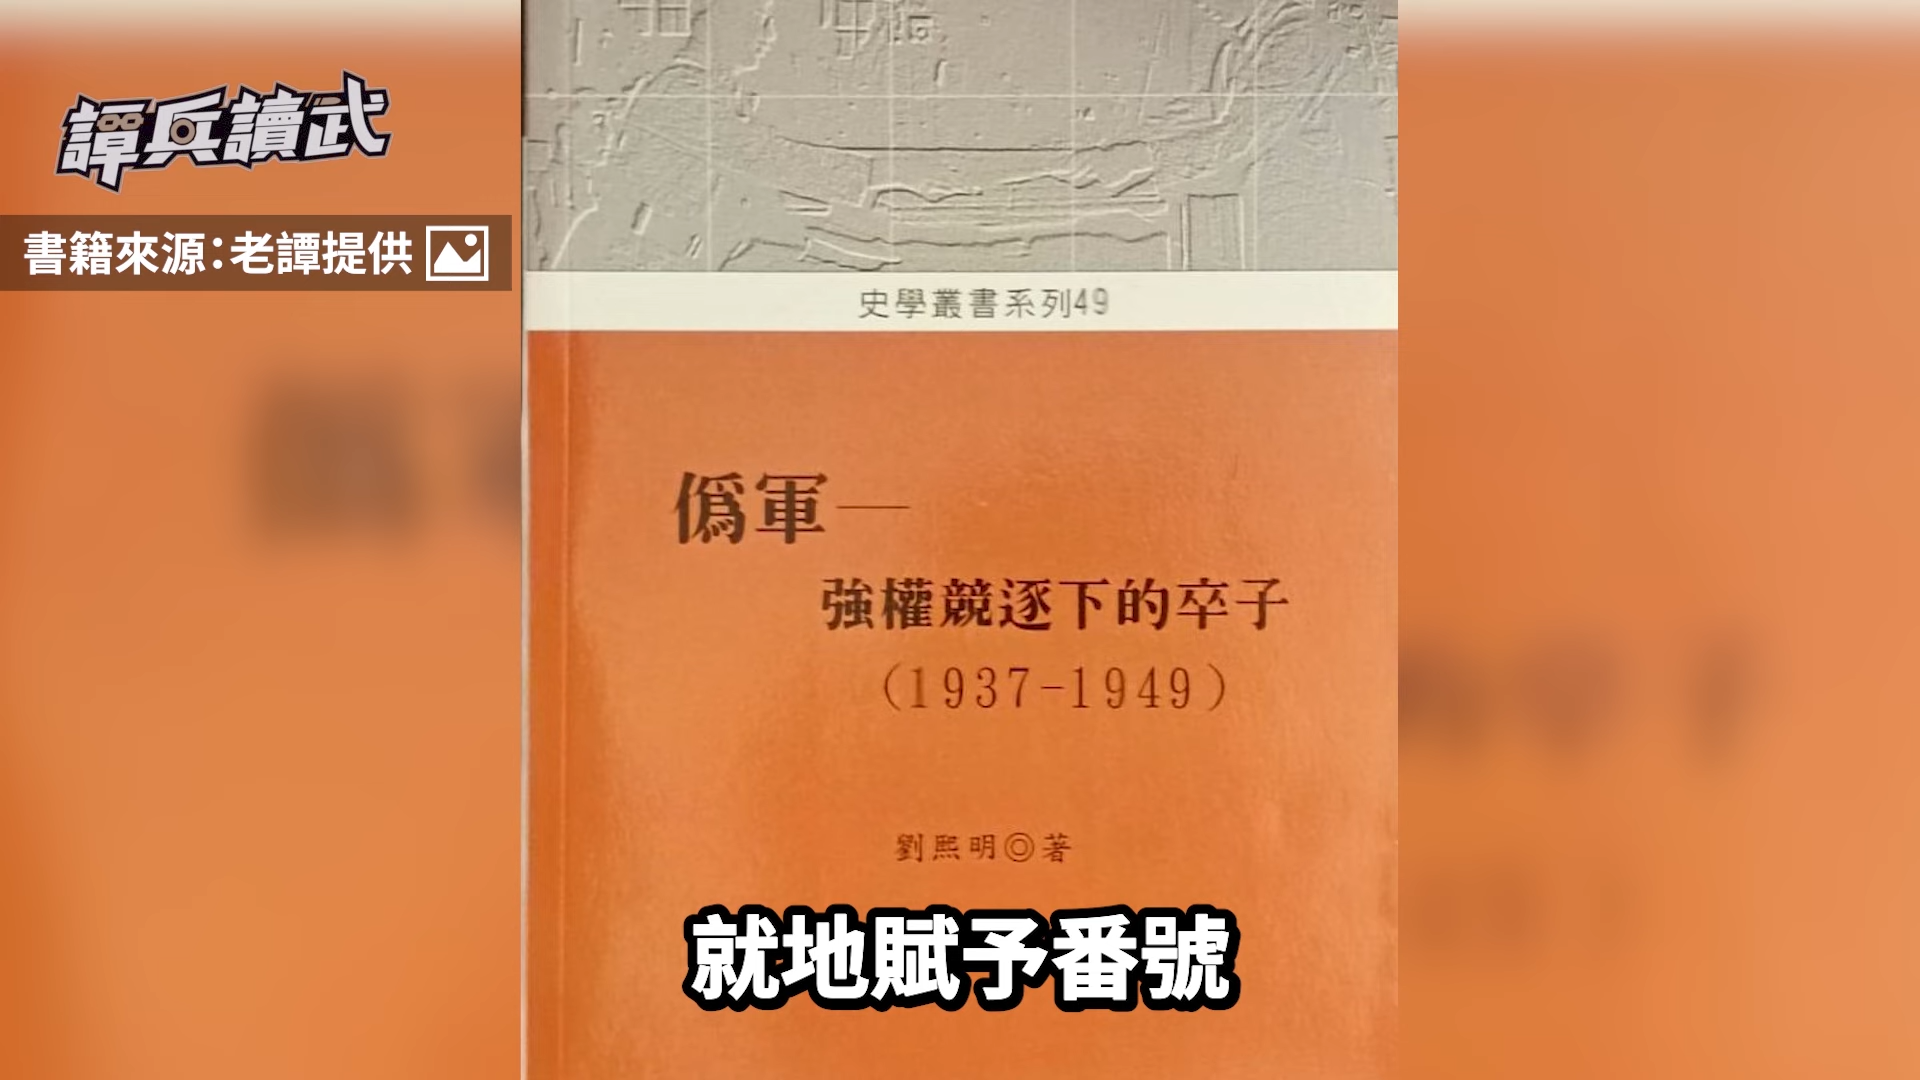 譚兵讀武
書籍來源：老譚提供
史學叢書系列49
僞軍—
強權競逐下的卒子
（1937-1949）
劉熙明◎著
就地賦予番號